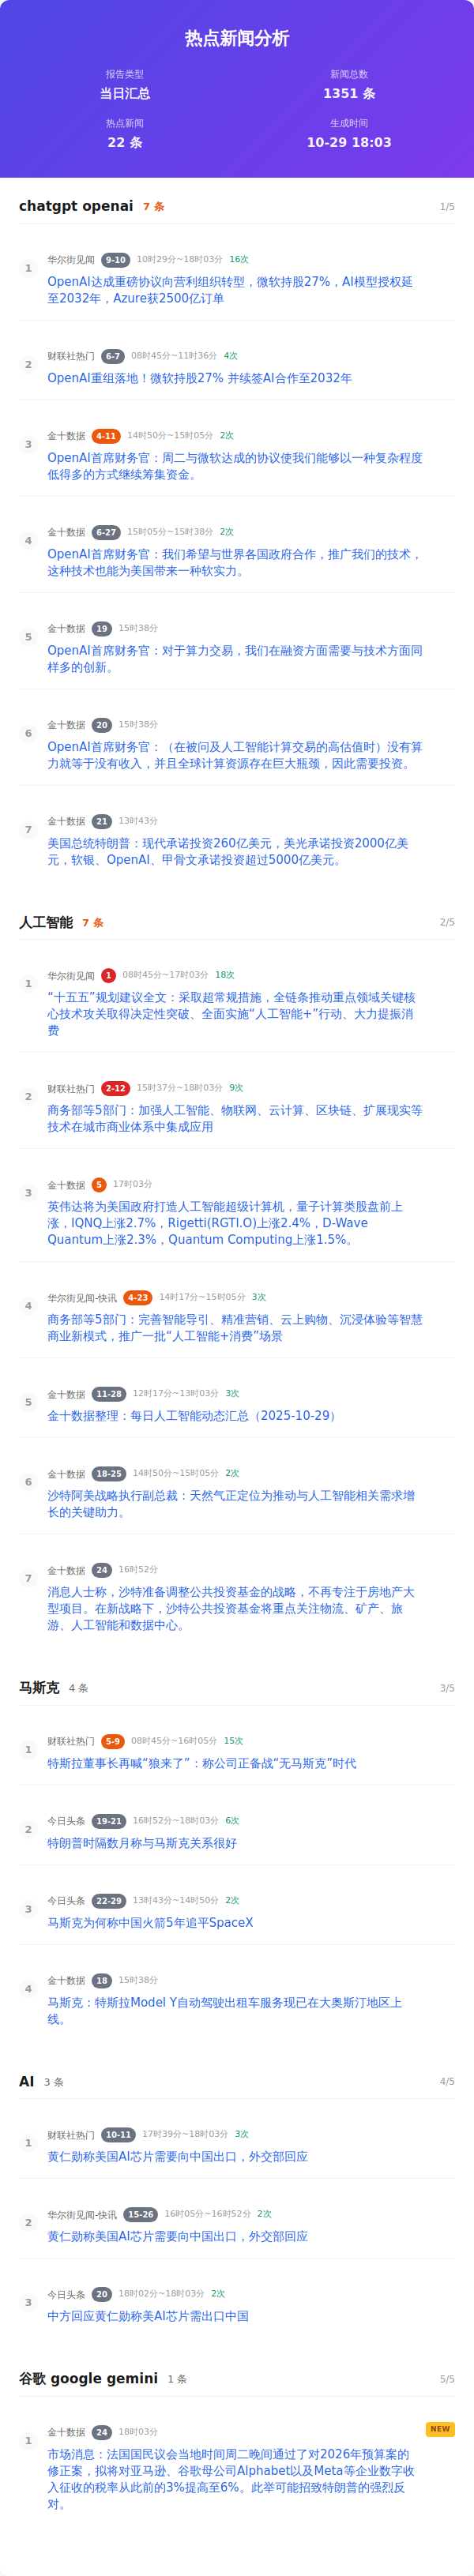 热点新闻分析
报告类型
当日汇总
新闻总数
1351 条
热点新闻
22 条
生成时间
10-29 18:03
chatgpt openai 7 条 1/5
1
华尔街见闻 9-10 10时29分~18时03分 16次
OpenAI达成重磅协议向营利组织转型，微软持股27%，AI模型授权延
至2032年，Azure获2500亿订单
2
财联社热门 6-7 08时45分~11时36分 4次
OpenAI重组落地！微软持股27% 并续签AI合作至2032年
3
金十数据 4-11 14时50分~15时05分 2次
OpenAI首席财务官：周二与微软达成的协议使我们能够以一种复杂程度
低得多的方式继续筹集资金。
4
金十数据 6-27 15时05分~15时38分 2次
OpenAI首席财务官：我们希望与世界各国政府合作，推广我们的技术，
这种技术也能为美国带来一种软实力。
5
金十数据 19 15时38分
OpenAI首席财务官：对于算力交易，我们在融资方面需要与技术方面同
样多的创新。
6
金十数据 20 15时38分
OpenAI首席财务官：（在被问及人工智能计算交易的高估值时）没有算
力就等于没有收入，并且全球计算资源存在巨大瓶颈，因此需要投资。
7
金十数据 21 13时43分
美国总统特朗普：现代承诺投资260亿美元，美光承诺投资2000亿美
元，软银、OpenAI、甲骨文承诺投资超过5000亿美元。
人工智能 7 条 2/5
1
华尔街见闻 1 08时45分~17时03分 18次
“十五五”规划建议全文：采取超常规措施，全链条推动重点领域关键核
心技术攻关取得决定性突破、全面实施“人工智能+”行动、大力提振消
费
2
财联社热门 2-12 15时37分~18时03分 9次
商务部等5部门：加强人工智能、物联网、云计算、区块链、扩展现实等
技术在城市商业体系中集成应用
3
金十数据 5 17时03分
英伟达将为美国政府打造人工智能超级计算机，量子计算类股盘前上
涨，IQNQ上涨2.7%，Rigetti(RGTI.O)上涨2.4%，D-Wave
Quantum上涨2.3%，Quantum Computing上涨1.5%。
4
华尔街见闻-快讯 4-23 14时17分~15时05分 3次
商务部等5部门：完善智能导引、精准营销、云上购物、沉浸体验等智慧
商业新模式，推广一批“人工智能+消费”场景
5
金十数据 11-28 12时17分~13时03分 3次
金十数据整理：每日人工智能动态汇总（2025-10-29）
6
金十数据 18-25 14时50分~15时05分 2次
沙特阿美战略执行副总裁：天然气正定位为推动与人工智能相关需求增
长的关键助力。
7
金十数据 24 16时52分
消息人士称，沙特准备调整公共投资基金的战略，不再专注于房地产大
型项目。在新战略下，沙特公共投资基金将重点关注物流、矿产、旅
游、人工智能和数据中心。
马斯克 4 条 3/5
1
财联社热门 5-9 08时45分~16时05分 15次
特斯拉董事长再喊“狼来了”：称公司正备战“无马斯克”时代
2
今日头条 19-21 16时52分~18时03分 6次
特朗普时隔数月称与马斯克关系很好
3
今日头条 22-29 13时43分~14时50分 2次
马斯克为何称中国火箭5年追平SpaceX
4
金十数据 18 15时38分
马斯克：特斯拉Model Y自动驾驶出租车服务现已在大奥斯汀地区上
线。
AI 3 条 4/5
1
财联社热门 10-11 17时39分~18时03分 3次
黄仁勋称美国AI芯片需要向中国出口，外交部回应
2
华尔街见闻-快讯 15-26 16时05分~16时52分 2次
黄仁勋称美国AI芯片需要向中国出口，外交部回应
3
今日头条 20 18时02分~18时03分 2次
中方回应黄仁勋称美AI芯片需出口中国
谷歌 google gemini 1 条 5/5
NEW
1
金十数据 24 18时03分
市场消息：法国国民议会当地时间周二晚间通过了对2026年预算案的
修正案，拟将对亚马逊、谷歌母公司Alphabet以及Meta等企业数字收
入征收的税率从此前的3%提高至6%。此举可能招致特朗普的强烈反
对。